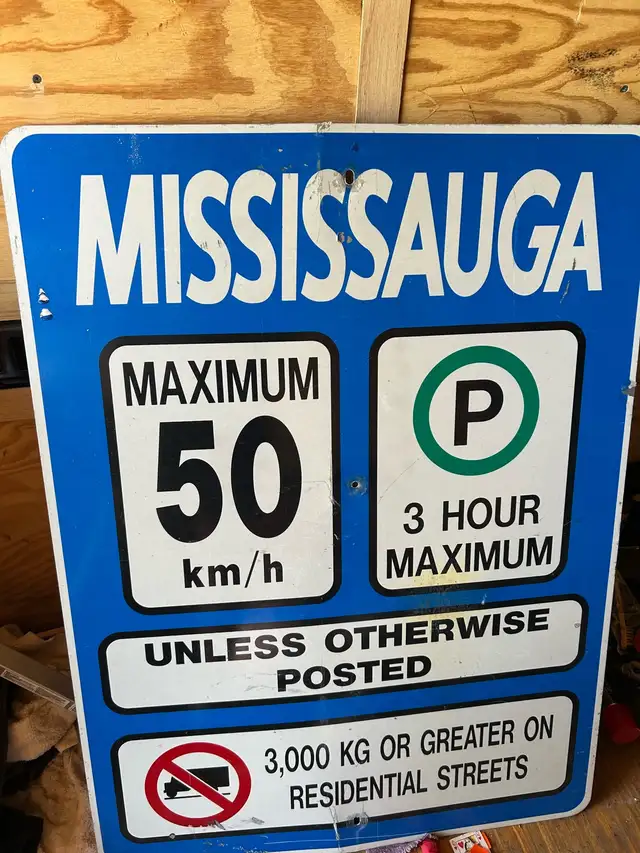 MISSISSAUGA
MAXIMUM
50
km/h
P
3 HOUR
MAXIMUM
UNLESS OTHERWISE
POSTED
3,000 KG OR GREATER ON
RESIDENTIAL STREETS